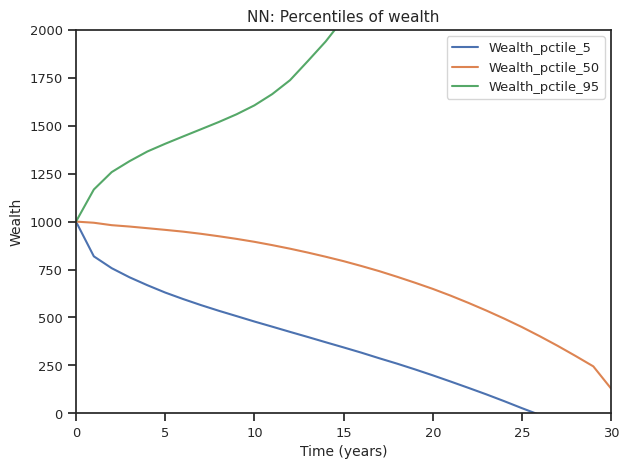 NN: Percentiles of wealth
Wealth_pctile_5
Wealth_pctile_50
Wealth_pctile_95
Wealth
2000
1750
1500
1250
1000
750
500
250
0
0 5 10 15 20 25 30
Time (years)